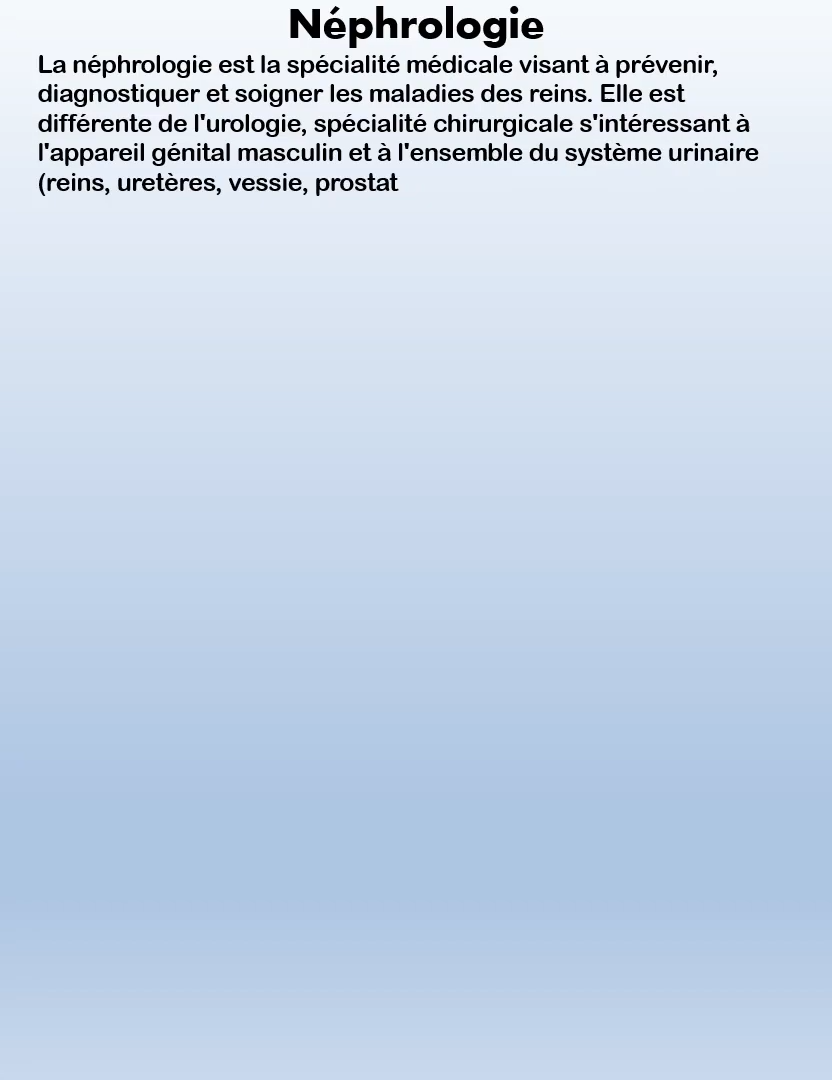 Néphrologie
La néphrologie est la spécialité médicale visant à prévenir,
diagnostiquer et soigner les maladies des reins. Elle est
différente de l'urologie, spécialité chirurgicale s'intéressant à
l'appareil génital masculin et à l'ensemble du système urinaire
(reins, uretères, vessie, prostat